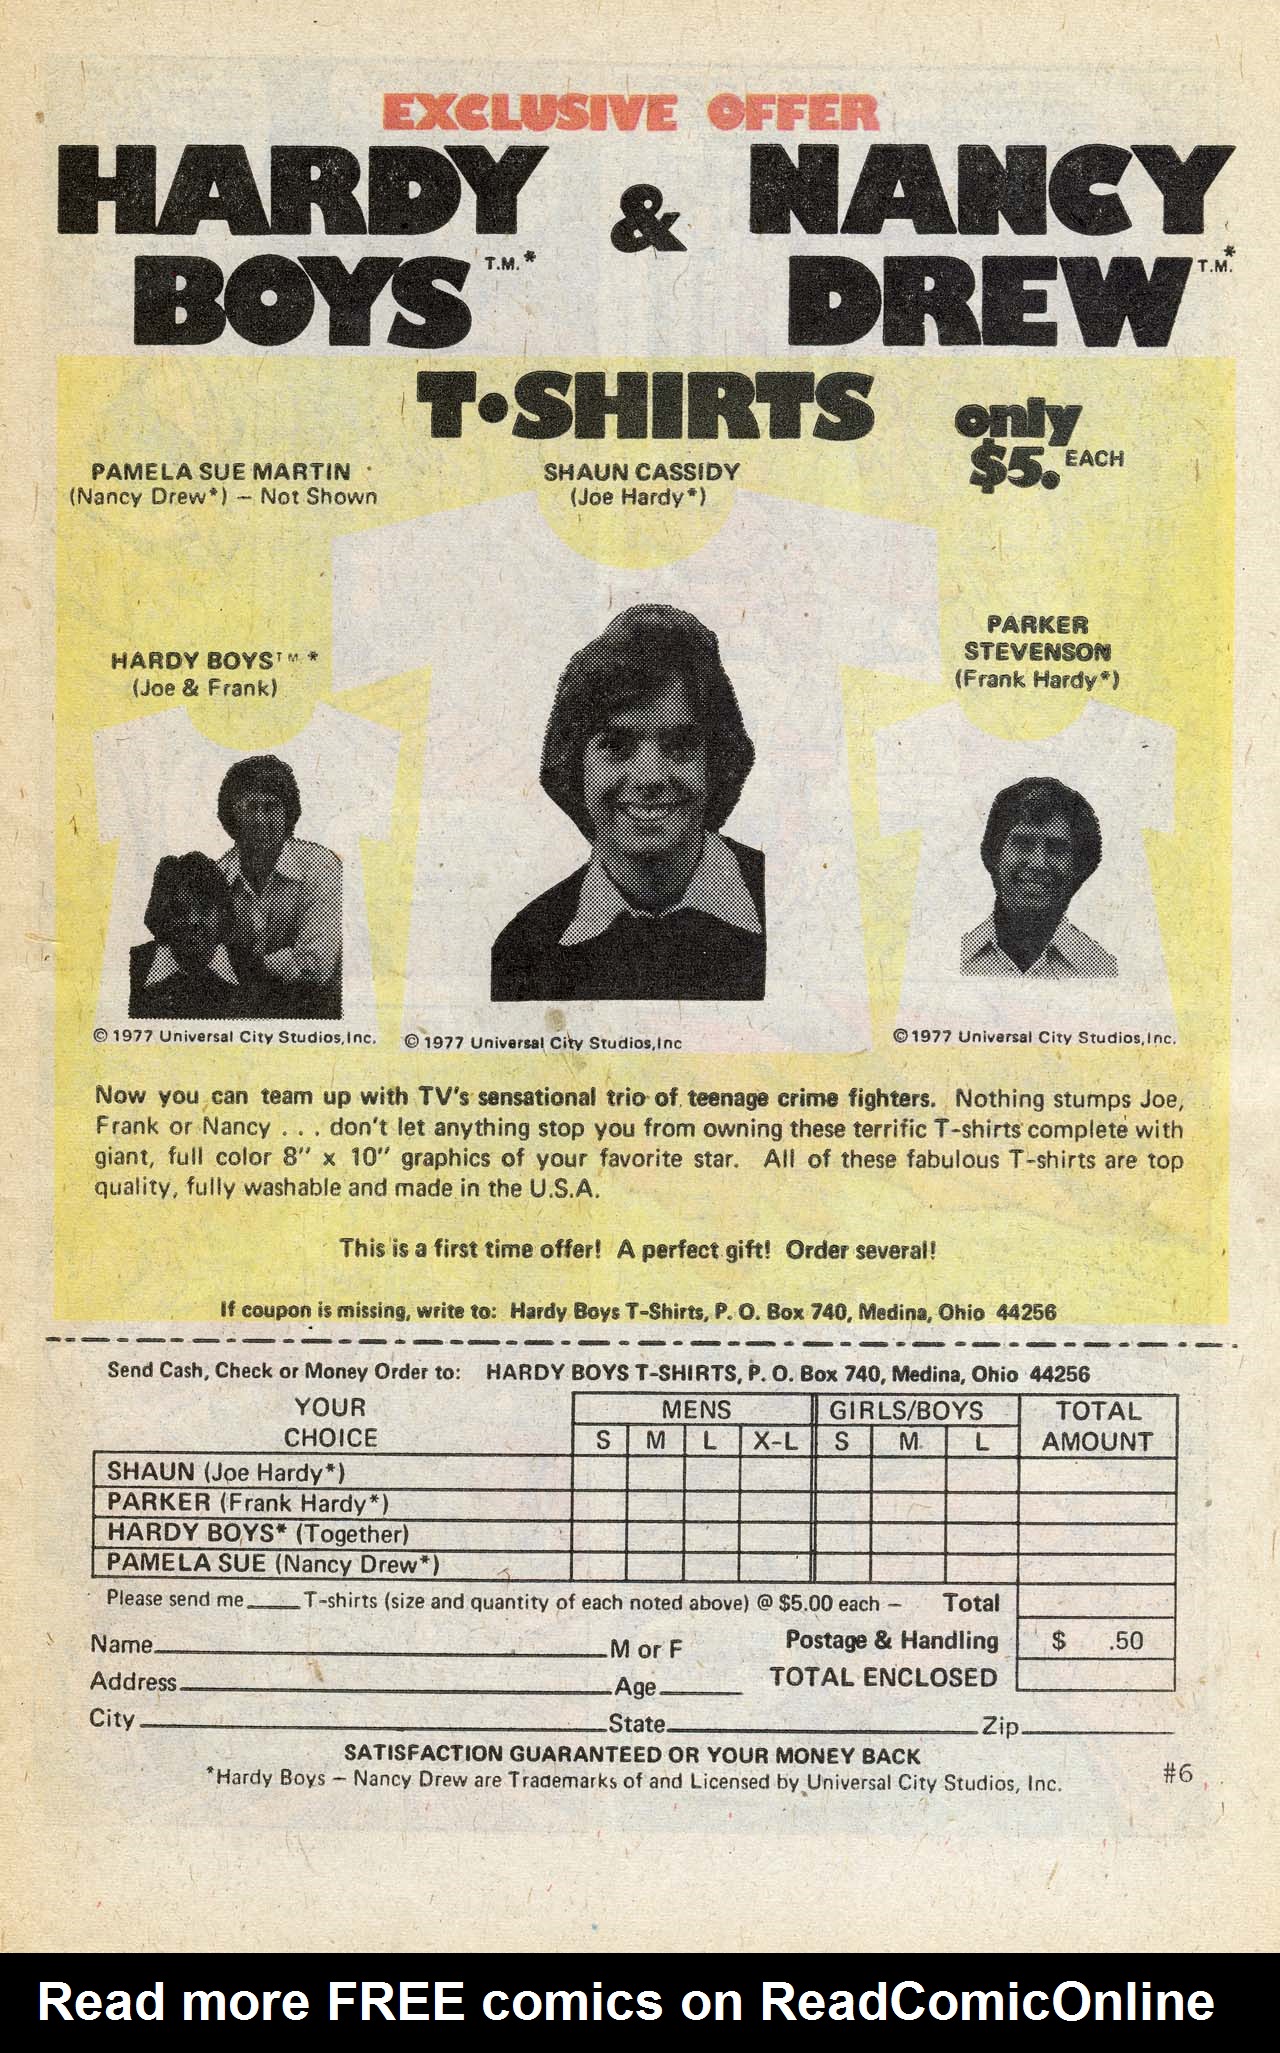 EXCLUSIVE OFFER
HARDY & NANCY
BOYS T.M.* DREW T.M.*
T•SHIRTS
only
$5. EACH
PAMELA SUE MARTIN
(Nancy Drew*) – Not Shown
SHAUN CASSIDY
(Joe Hardy*)
PARKER
STEVENSON
(Frank Hardy*)
HARDY BOYS T.M.*
(Joe & Frank)
© 1977 Universal City Studios,Inc.
© 1977 Universal City Studios,Inc
© 1977 Universal City Studios,Inc.
Now you can team up with TV's sensational trio of teenage crime fighters. Nothing stumps Joe,
Frank or Nancy . . . don't let anything stop you from owning these terrific T-shirts complete with
giant, full color 8" x 10" graphics of your favorite star. All of these fabulous T-shirts are top
quality, fully washable and made in the U.S.A.
This is a first time offer! A perfect gift! Order several!
If coupon is missing, write to: Hardy Boys T-Shirts, P. O. Box 740, Medina, Ohio 44256
Send Cash, Check or Money Order to: HARDY BOYS T-SHIRTS, P. O. Box 740, Medina, Ohio 44256
YOUR MENS GIRLS/BOYS TOTAL
CHOICE S M L X-L S M L AMOUNT
SHAUN (Joe Hardy*)
PARKER (Frank Hardy*)
HARDY BOYS* (Together)
PAMELA SUE (Nancy Drew*)
Please send me ____ T-shirts (size and quantity of each noted above) @ $5.00 each – Total
Postage & Handling $ .50
Name M or F
TOTAL ENCLOSED
Address Age
City State Zip
SATISFACTION GUARANTEED OR YOUR MONEY BACK
*Hardy Boys – Nancy Drew are Trademarks of and Licensed by Universal City Studios, Inc.
#6
Read more FREE comics on ReadComicOnline